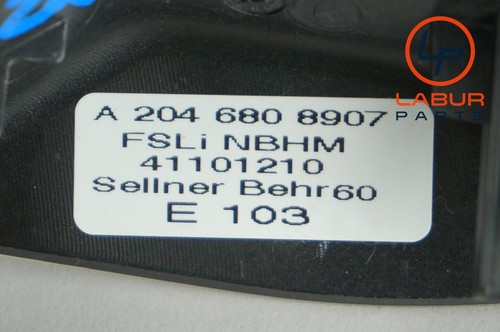 A 204 680 8907
FSLi NBHM
41101210
Sellner Behr60
E 103
LABUR
PARTS